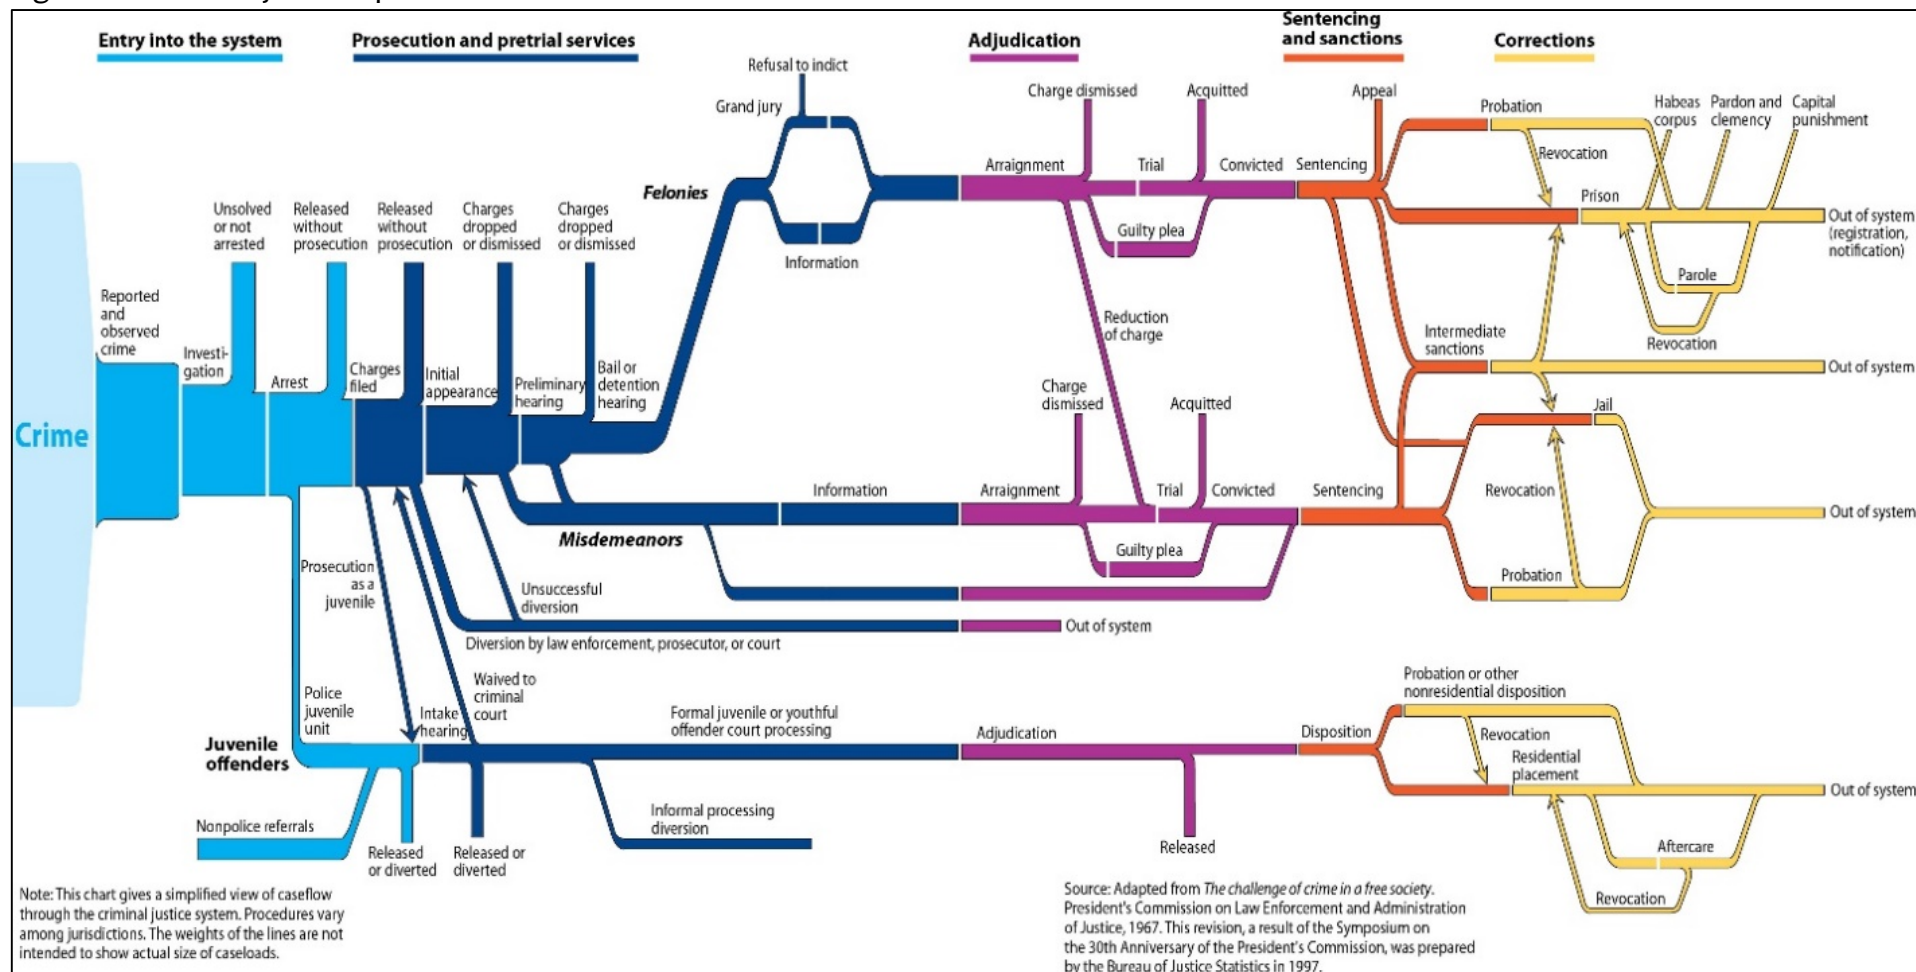 Entry into the system
Prosecution and pretrial services
Adjudication
Sentencing
and sanctions
Corrections
Refusal to indict
Grand jury
Charge dismissed
Acquitted
Appeal
Probation
Habeas
corpus
Pardon and
clemency
Capital
punishment
Felonies
Arraignment
Trial
Convicted
Sentencing
Revocation
Prison
Out of system
(registration,
notification)
Guilty plea
Information
Parole
Revocation
Unsolved
or not
arrested
Released
without
prosecution
Released
without
prosecution
Charges
dropped
or dismissed
Charges
dropped
or dismissed
Reported
and
observed
crime
Investi-
gation
Arrest
Charges
filed
Initial
appearance
Preliminary
hearing
Bail or
detention
hearing
Reduction
of charge
Intermediate
sanctions
Out of system
Crime
Charge
dismissed
Acquitted
Jail
Information
Arraignment
Trial
Convicted
Sentencing
Revocation
Out of system
Misdemeanors
Guilty plea
Probation
Prosecution
as a
juvenile
Unsuccessful
diversion
Out of system
Diversion by law enforcement, prosecutor, or court
Police
juvenile
unit
Intake
hearing
Waived to
criminal
court
Formal juvenile or youthful
offender court processing
Adjudication
Disposition
Probation or other
nonresidential disposition
Revocation
Residential
placement
Out of system
Juvenile
offenders
Nonpolice referrals
Released
or diverted
Released or
diverted
Informal processing
diversion
Released
Aftercare
Revocation
Note: This chart gives a simplified view of caseflow
through the criminal justice system. Procedures vary
among jurisdictions. The weights of the lines are not
intended to show actual size of caseloads.
Source: Adapted from The challenge of crime in a free society.
President's Commission on Law Enforcement and Administration
of Justice, 1967. This revision, a result of the Symposium on
the 30th Anniversary of the President's Commission, was prepared
by the Bureau of Justice Statistics in 1997.